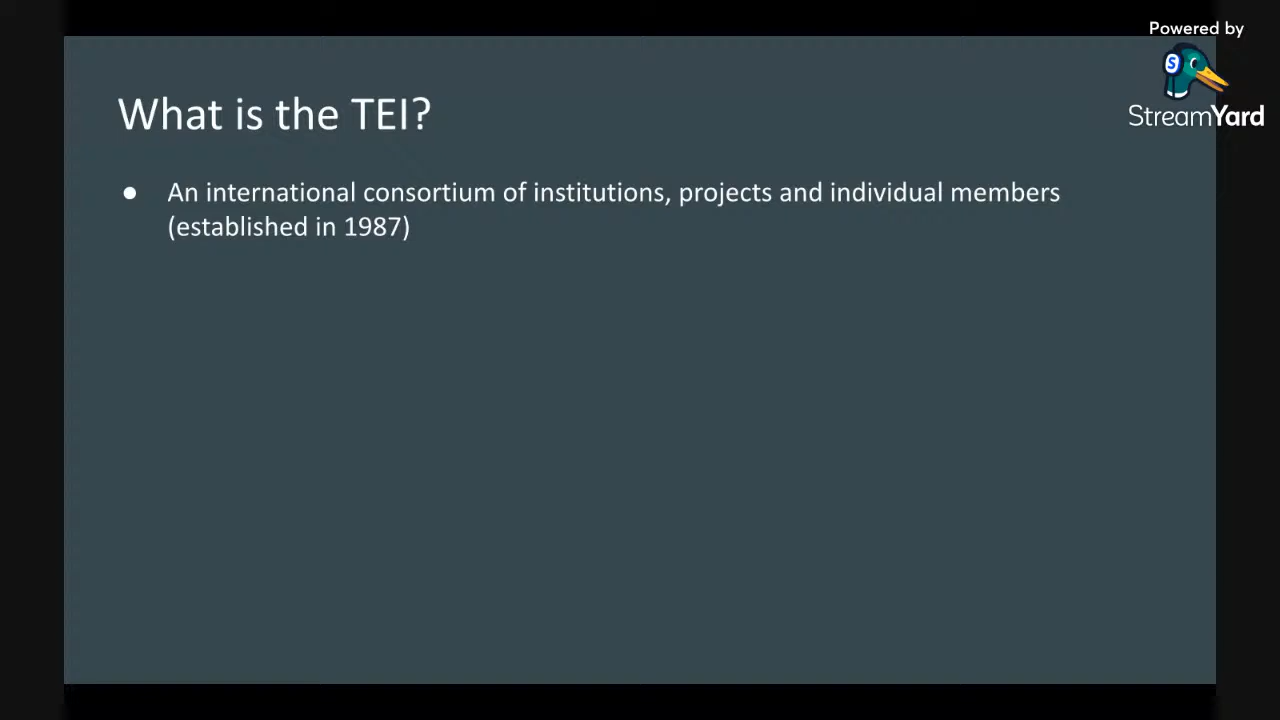 Powered by
S
StreamYard
What is the TEI?
● An international consortium of institutions, projects and individual members
(established in 1987)